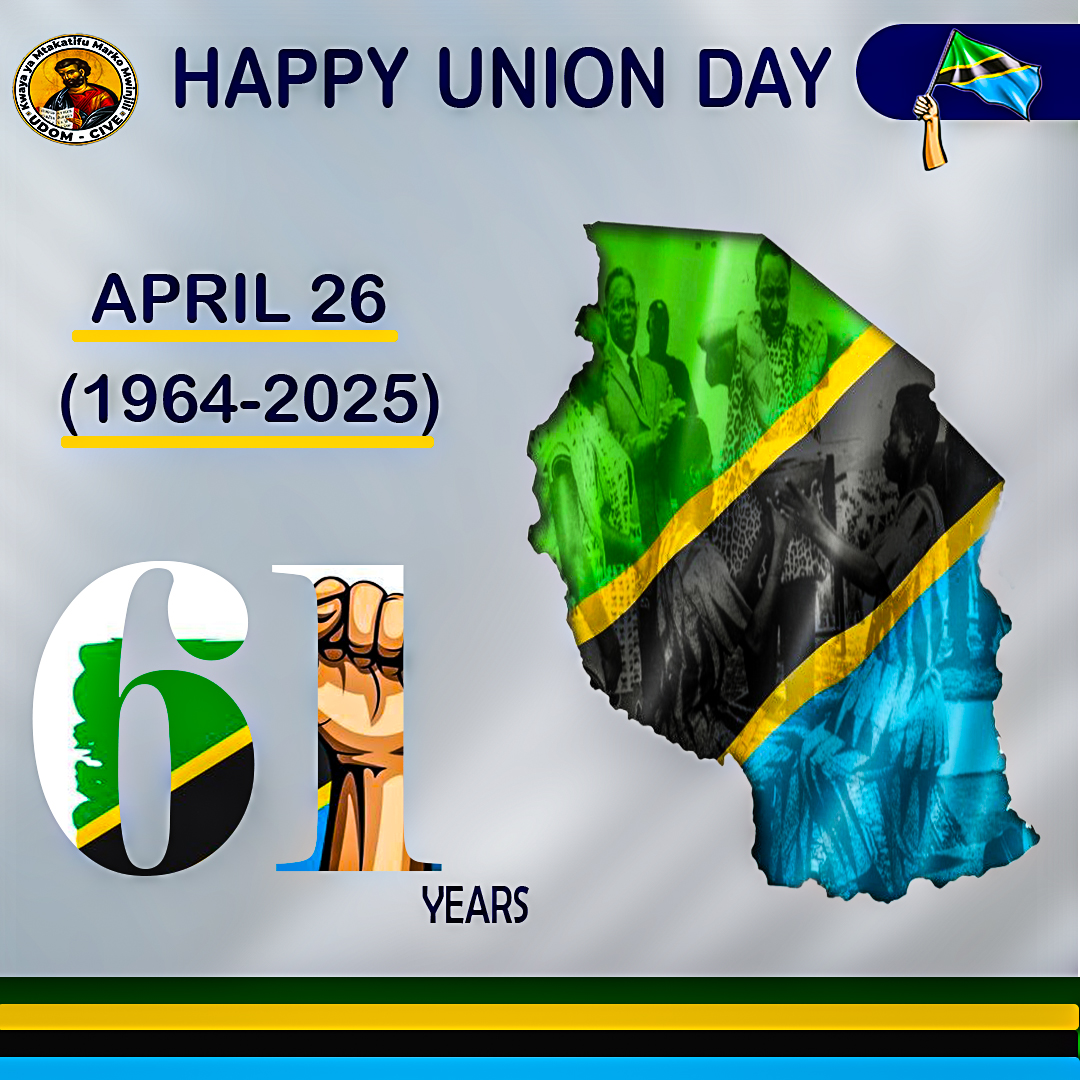 Kwaya ya Mtakatifu Marko Mwinjili
UDOM - CIVE
HAPPY UNION DAY
APRIL 26
(1964-2025)
61
YEARS